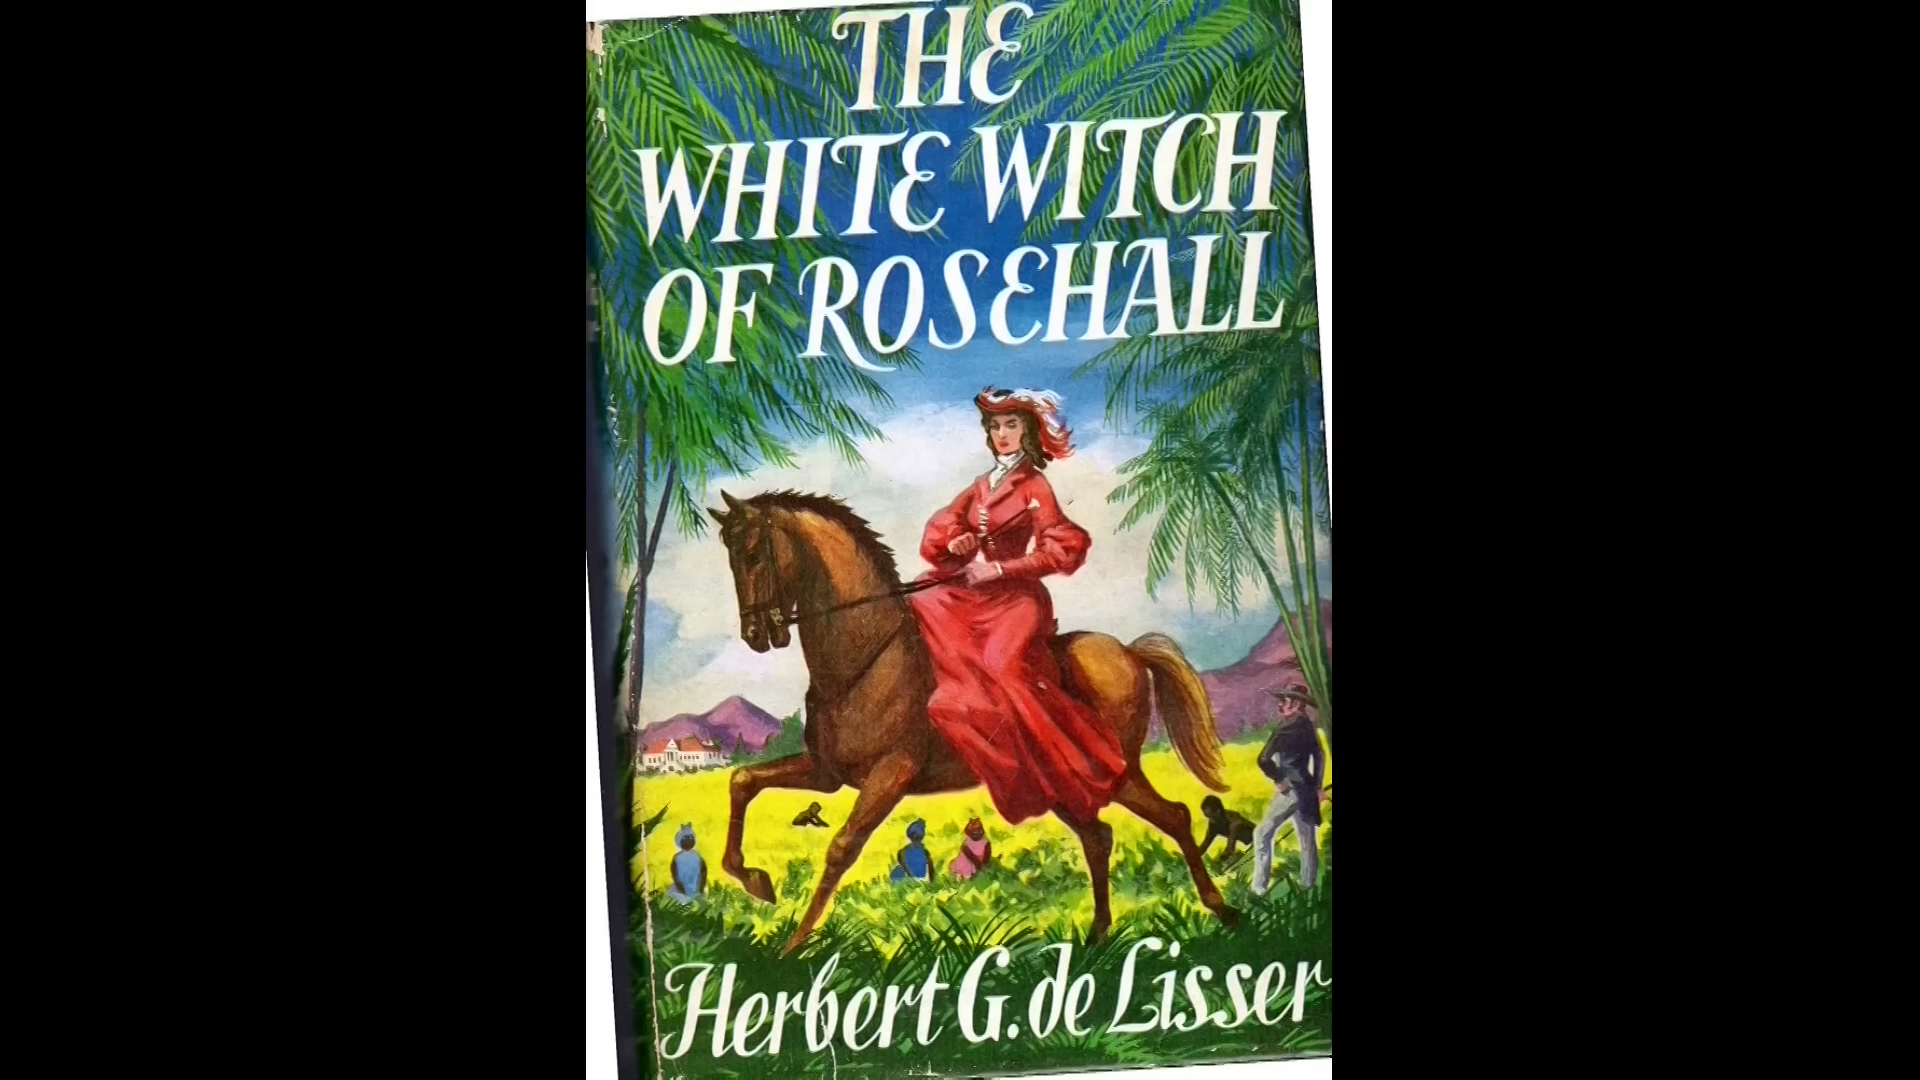 THE
WHITE WITCH
OF ROSEHALL
Herbert G. de Lisser